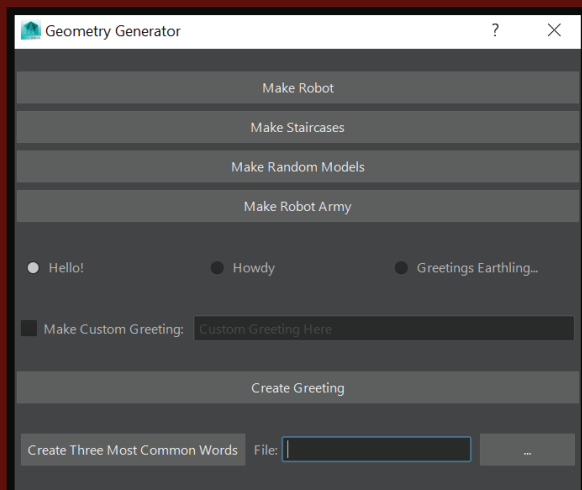 Geometry Generator ?
Make Robot
Make Staircases
Make Random Models
Make Robot Army
Hello! Howdy Greetings Earthling...
Make Custom Greeting: Custom Greeting Here
Create Greeting
Create Three Most Common Words File: ...